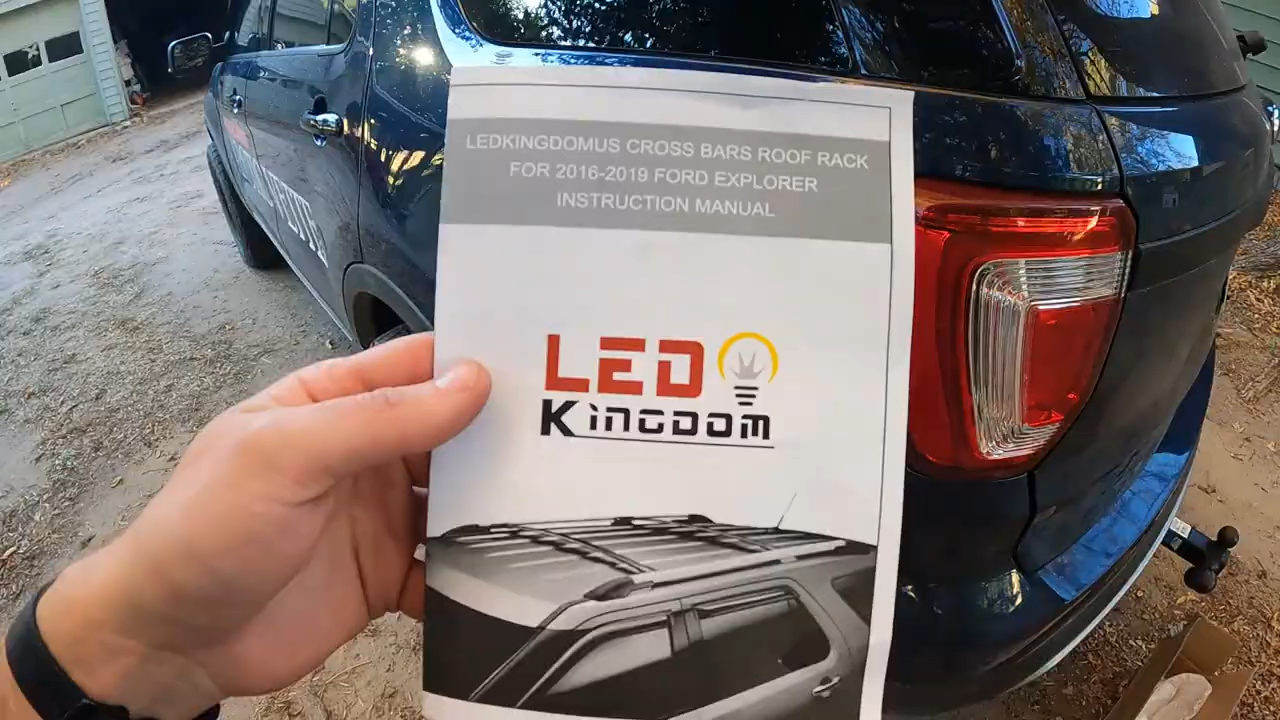 LEDKINGDOMUS CROSS BARS ROOF RACK
FOR 2016-2019 FORD EXPLORER
INSTRUCTION MANUAL
LED
KINGDOM